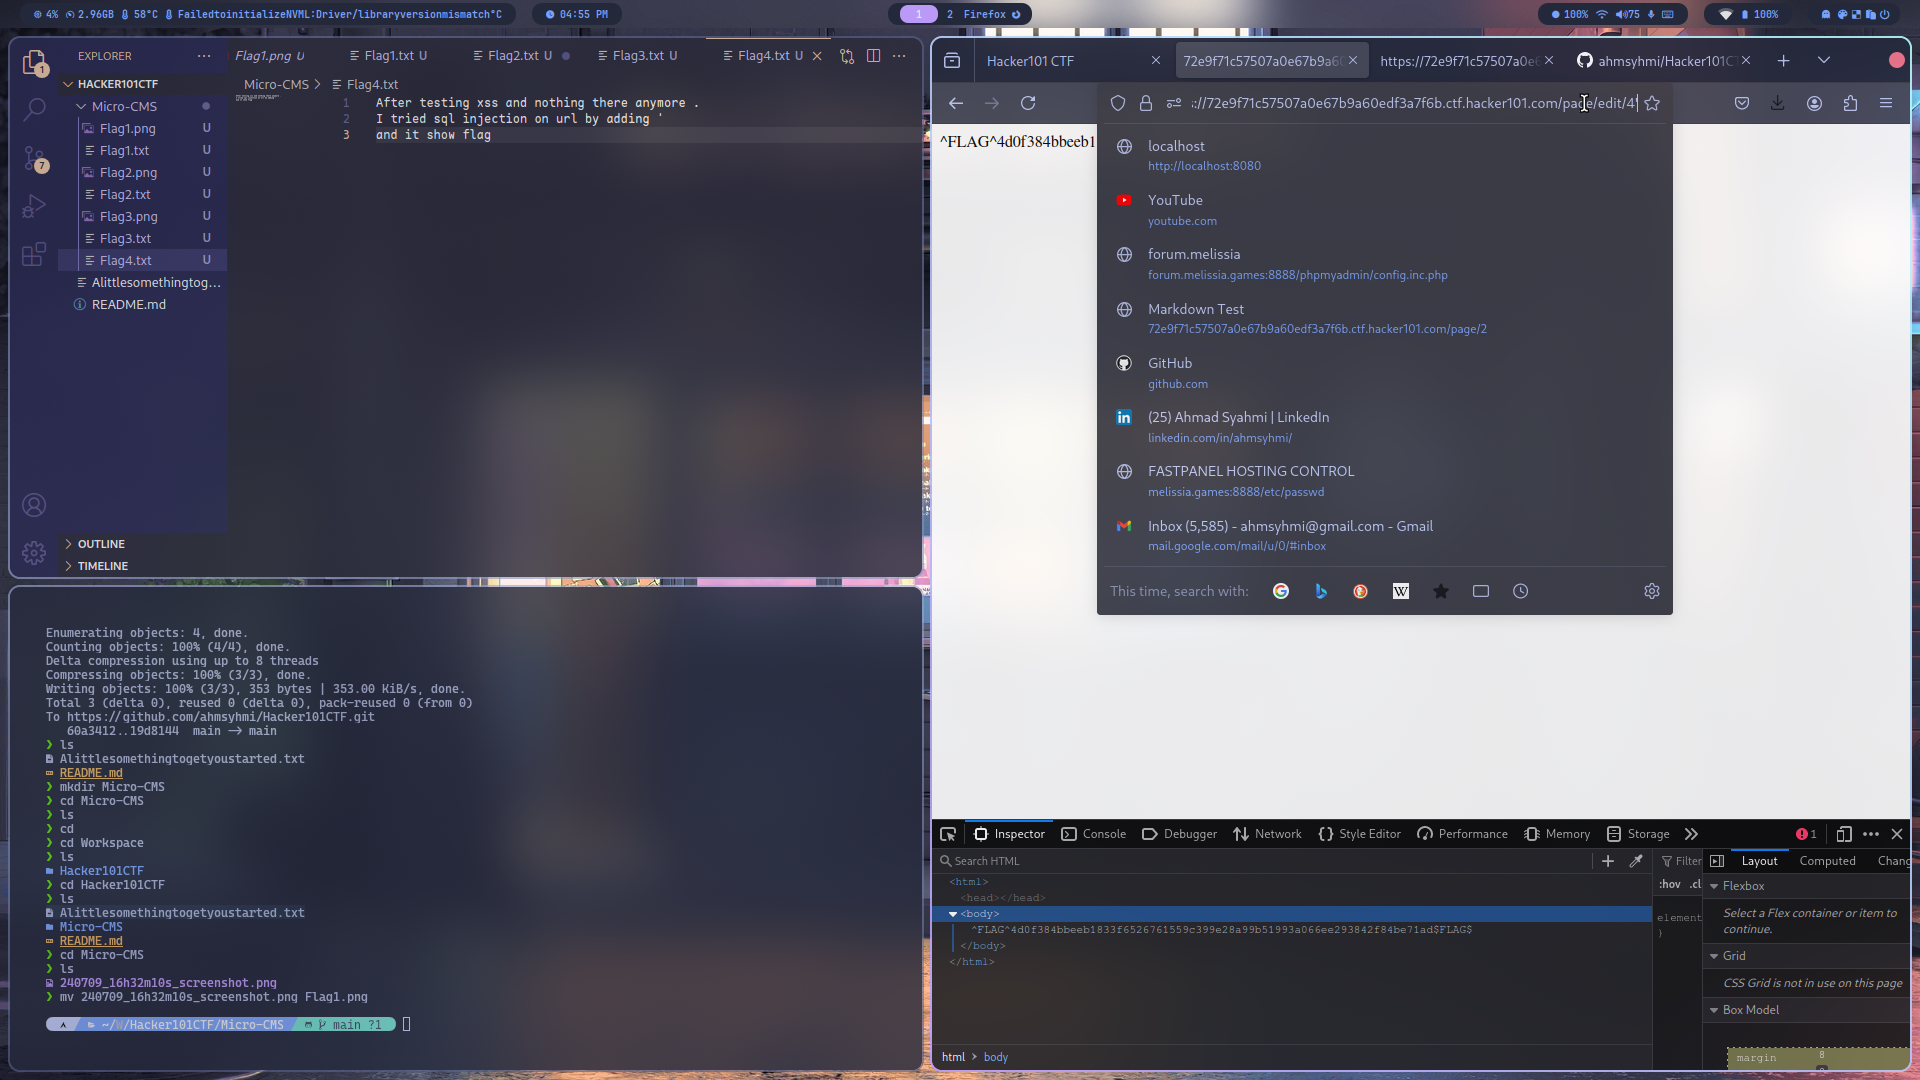 4% 2.96GB 58°C FailedtoinitializeNVML:Driver/libraryversionmismatch°C
04:55 PM
1 2 Firefox
100% 75
100%
EXPLORER
HACKER101CTF
Micro-CMS
Flag1.png U
Flag1.txt U
Flag2.png U
Flag2.txt U
Flag3.png U
Flag3.txt U
Flag4.txt U
Alittlesomethingtog...
README.md
OUTLINE
TIMELINE
1
7
Flag1.png U Flag1.txt U Flag2.txt U Flag3.txt U Flag4.txt U
Micro-CMS > Flag4.txt
1 After testing xss and nothing there anymore .
2 I tried sql injection on url by adding '
3 and it show flag
Enumerating objects: 4, done.
Counting objects: 100% (4/4), done.
Delta compression using up to 8 threads
Compressing objects: 100% (3/3), done.
Writing objects: 100% (3/3), 353 bytes | 353.00 KiB/s, done.
Total 3 (delta 0), reused 0 (delta 0), pack-reused 0 (from 0)
To https://github.com/ahmsyhmi/Hacker101CTF.git
60a3412..19d8144 main -> main
❯ ls
Alittlesomethingtogetyoustarted.txt
README.md
❯ mkdir Micro-CMS
❯ cd Micro-CMS
❯ ls
❯ cd
❯ cd Workspace
❯ ls
Hacker101CTF
❯ cd Hacker101CTF
❯ ls
Alittlesomethingtogetyoustarted.txt
Micro-CMS
README.md
❯ cd Micro-CMS
❯ ls
240709_16h32m10s_screenshot.png
❯ mv 240709_16h32m10s_screenshot.png Flag1.png
~/W/Hacker101CTF/Micro-CMS main ?1
Hacker101 CTF
72e9f71c57507a0e67b9a60
https://72e9f71c57507a0e6
ahmsyhmi/Hacker101C
://72e9f71c57507a0e67b9a60edf3a7f6b.ctf.hacker101.com/page/edit/4'
^FLAG^4d0f384bbeeb1
localhost
http://localhost:8080
YouTube
youtube.com
forum.melissia
forum.melissia.games:8888/phpmyadmin/config.inc.php
Markdown Test
72e9f71c57507a0e67b9a60edf3a7f6b.ctf.hacker101.com/page/2
GitHub
github.com
(25) Ahmad Syahmi | LinkedIn
linkedin.com/in/ahmsyhmi/
FASTPANEL HOSTING CONTROL
melissia.games:8888/etc/passwd
Inbox (5,585) - ahmsyhmi@gmail.com - Gmail
mail.google.com/mail/u/0/#inbox
This time, search with:
Inspector Console Debugger Network Style Editor Performance Memory Storage 1
Search HTML
Filter
Layout Computed Chang
<html>
<head></head>
<body>
^FLAG^4d0f384bbeeb1833f6526761559c399e28a99b51993a066ee293842f84be71ad$FLAG$
</body>
</html>
:hov .cl
element
}
Flexbox
Select a Flex container or item to
continue.
Grid
CSS Grid is not in use on this page
Box Model
margin 8
html > body